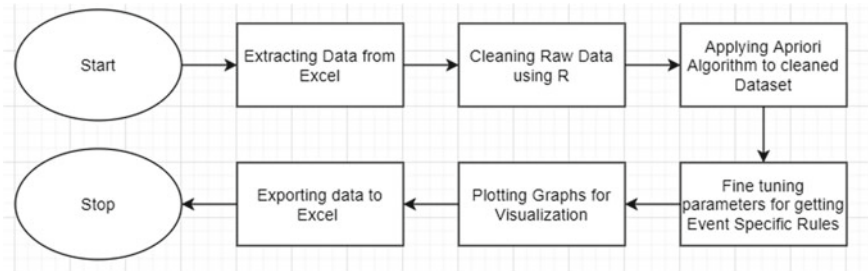 Start
Extracting Data from
Excel
Cleaning Raw Data
using R
Applying Apriori
Algorithm to cleaned
Dataset
Stop
Exporting data to
Excel
Plotting Graphs for
Visualization
Fine tuning
parameters for getting
Event Specific Rules